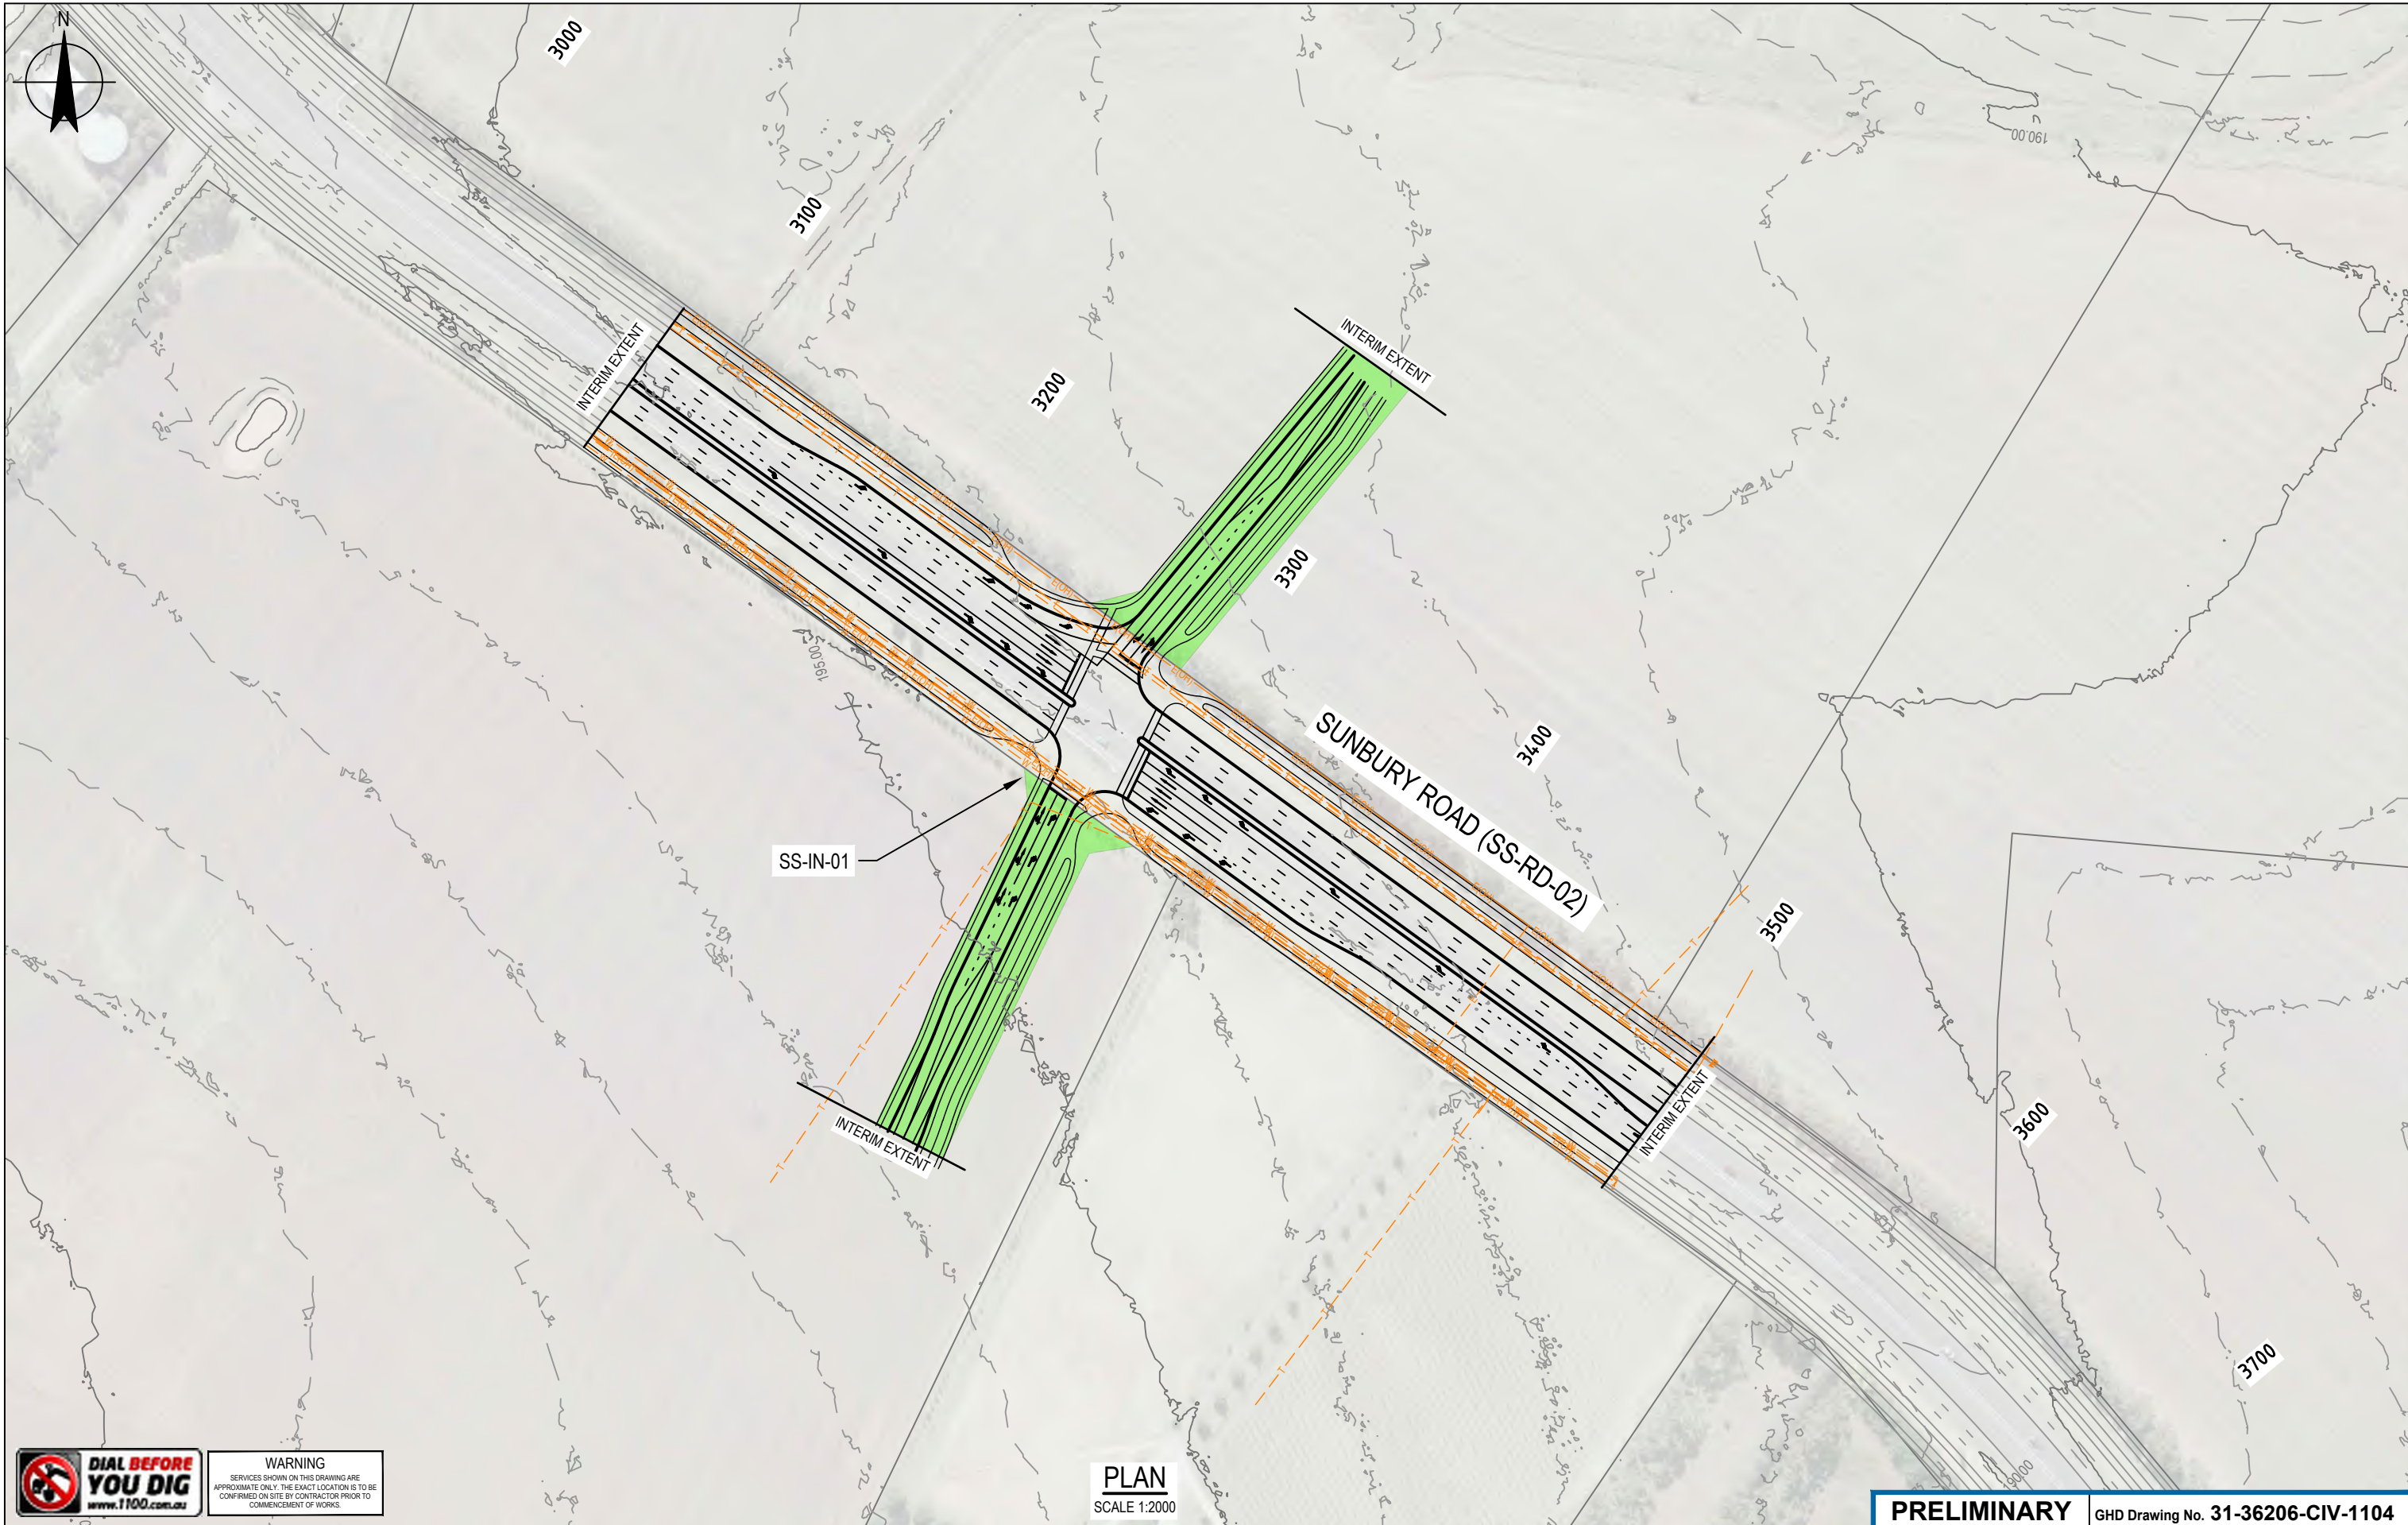 N
3000
3100
3200
3300
3400
3500
3600
3700
190.00
INTERIM EXTENT
INTERIM EXTENT
195.00
SUNBURY ROAD (SS-RD-02)
SS-IN-01
INTERIM EXTENT
INTERIM EXTENT
DIAL BEFORE
YOU DIG
www.1100.com.au
WARNING
SERVICES SHOWN ON THIS DRAWING ARE
APPROXIMATE ONLY. THE EXACT LOCATION IS TO BE
CONFIRMED ON SITE BY CONTRACTOR PRIOR TO
COMMENCEMENT OF WORKS.
PLAN
SCALE 1:2000
PRELIMINARY
GHD Drawing No. 31-36206-CIV-1104